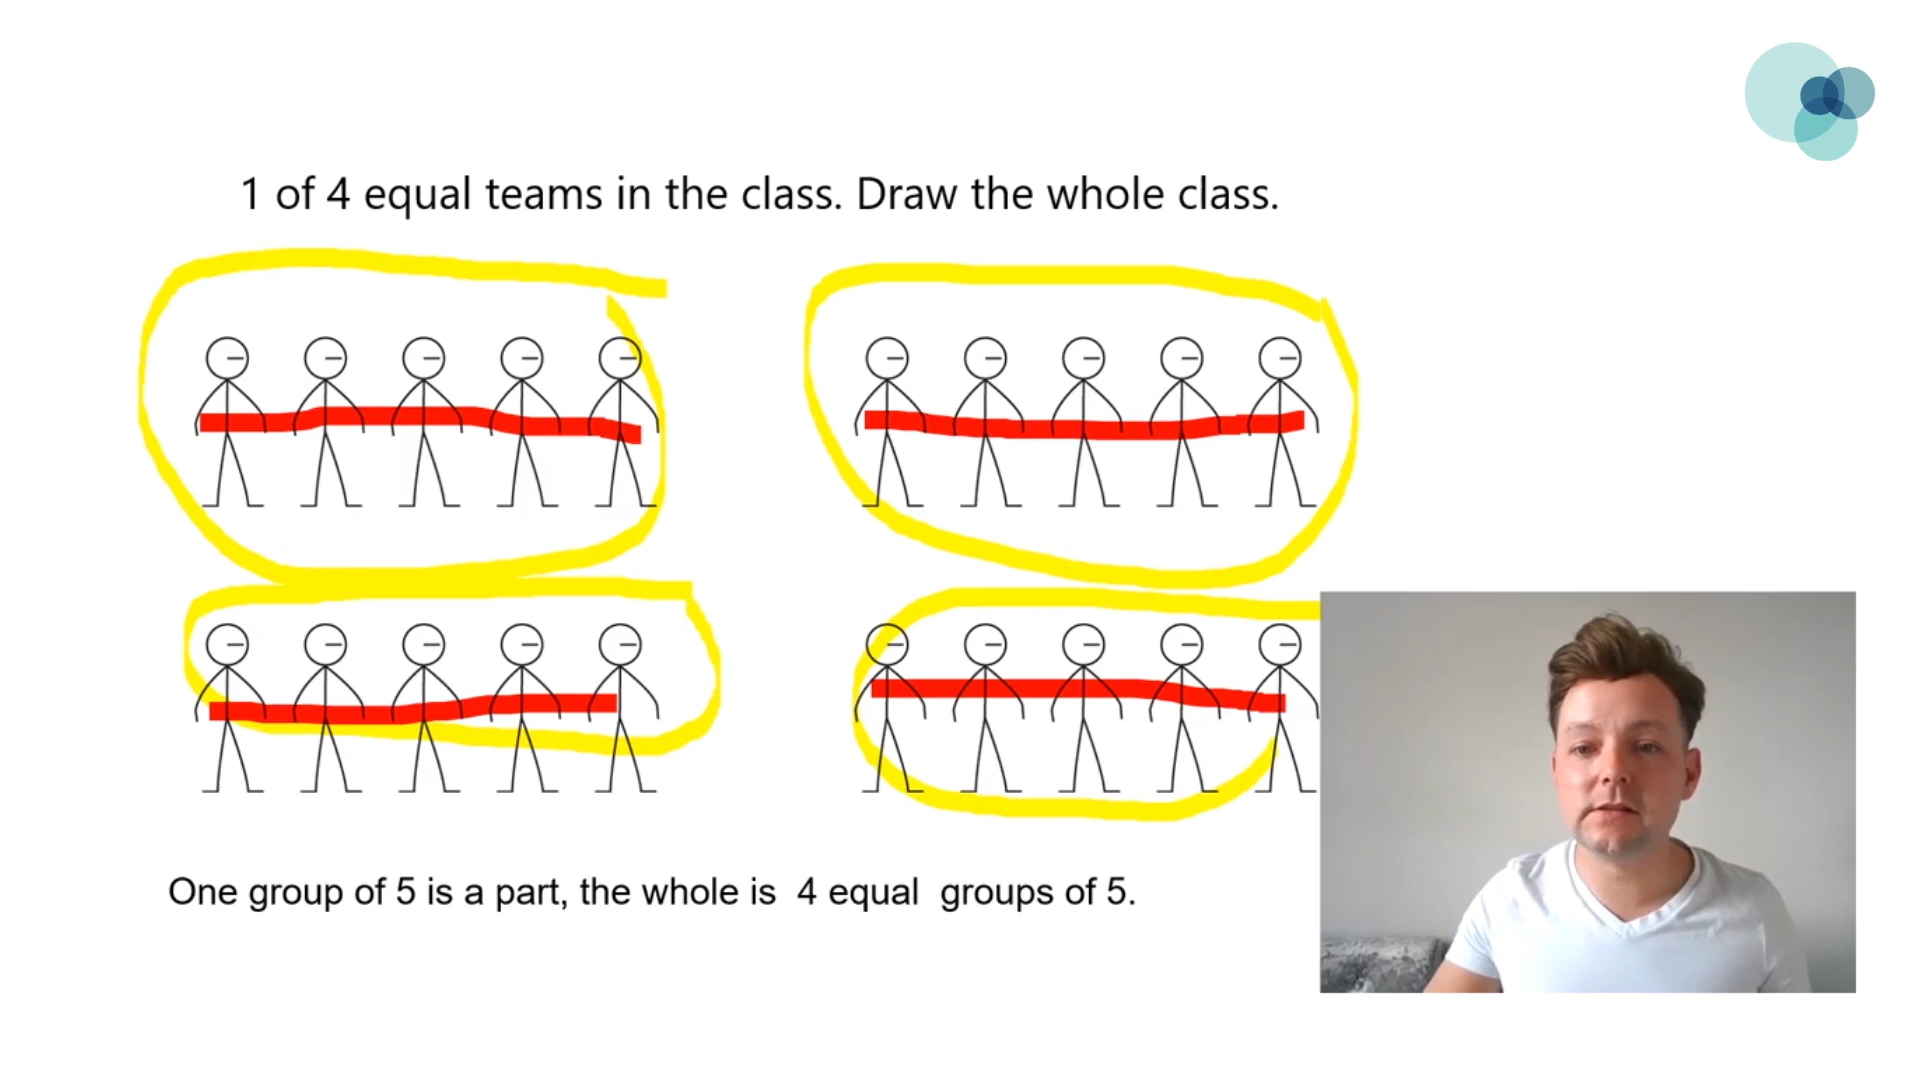 1 of 4 equal teams in the class. Draw the whole class.
One group of 5 is a part, the whole is 4 equal groups of 5.